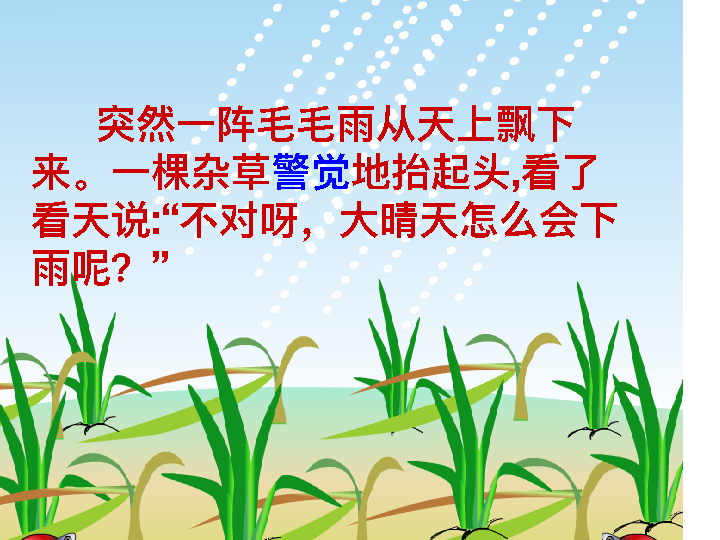 突然一阵毛毛雨从天上飘下
来。一棵杂草警觉地抬起头,看了
看天说:“不对呀，大晴天怎么会下
雨呢？”